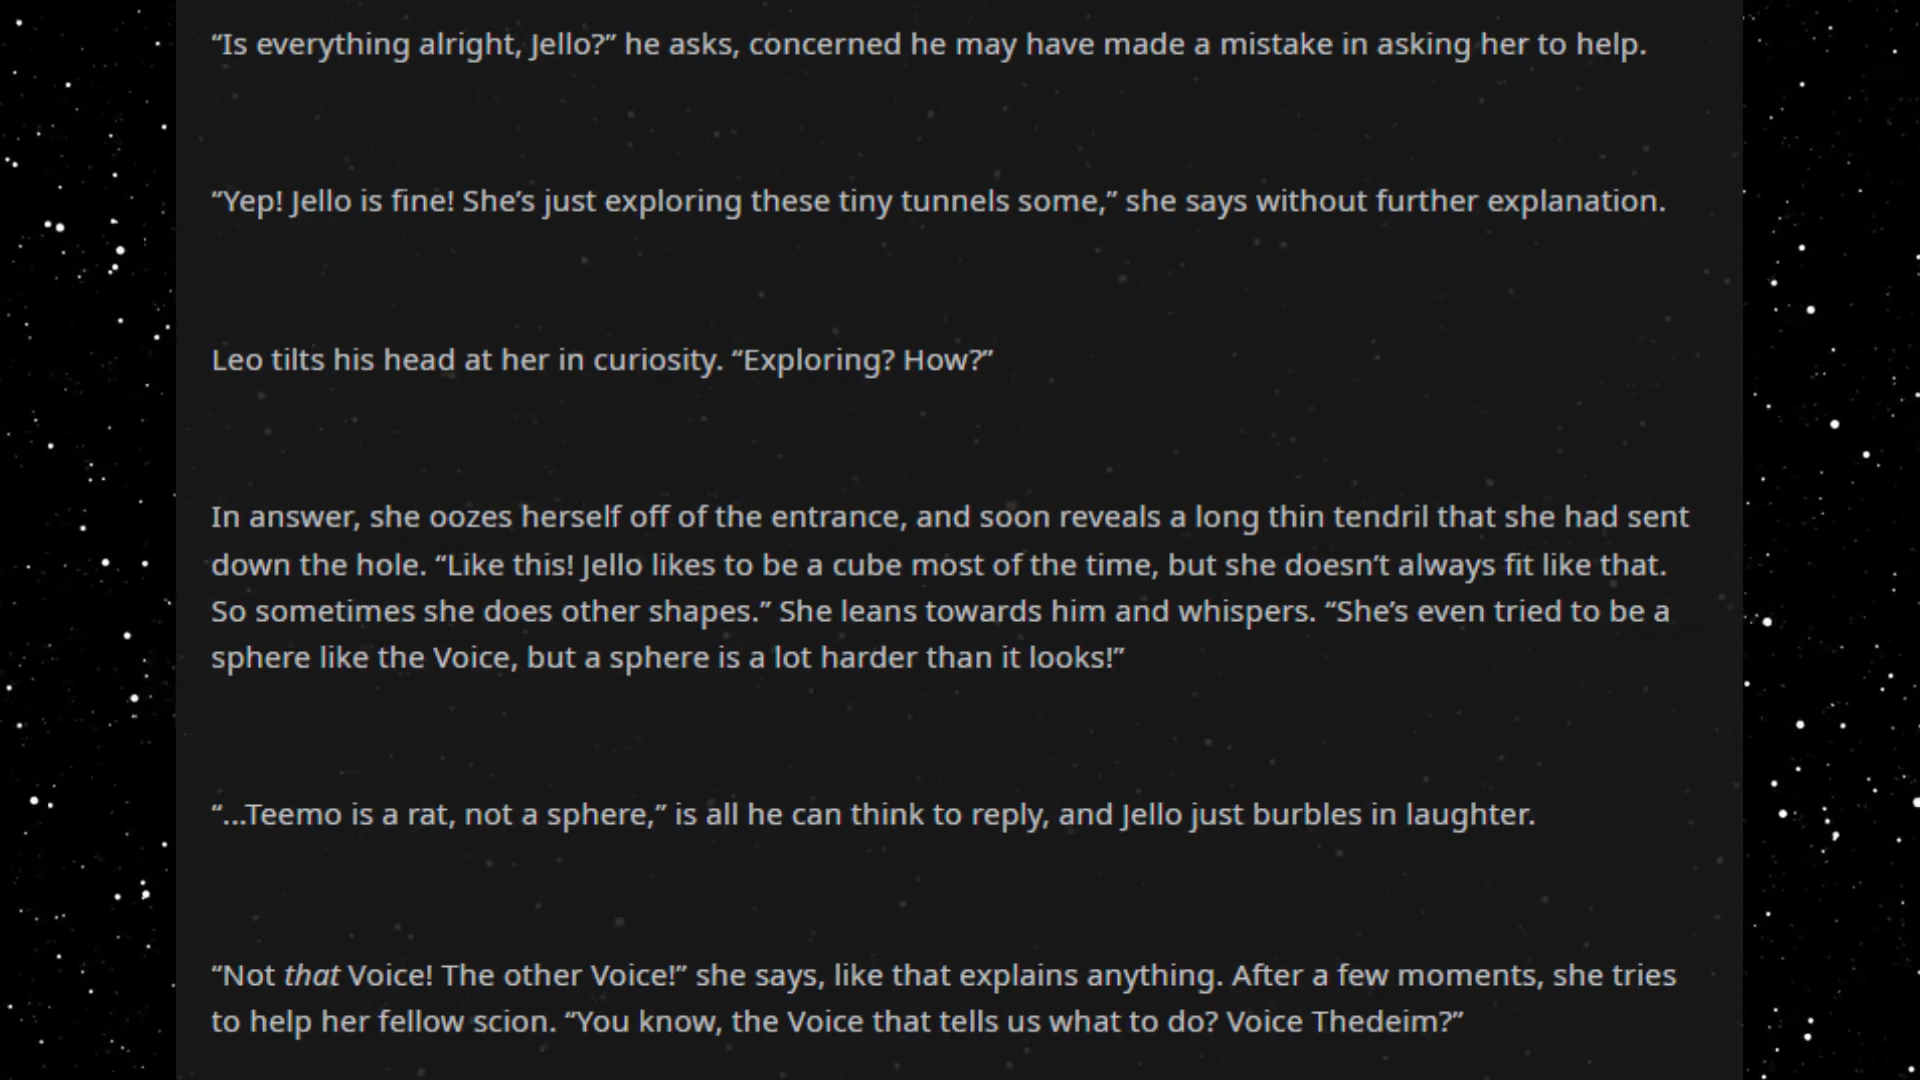 “Is everything alright, Jello?” he asks, concerned he may have made a mistake in asking her to help.
“Yep! Jello is fine! She’s just exploring these tiny tunnels some,” she says without further explanation.
Leo tilts his head at her in curiosity. “Exploring? How?”
In answer, she oozes herself off of the entrance, and soon reveals a long thin tendril that she had sent
down the hole. “Like this! Jello likes to be a cube most of the time, but she doesn’t always fit like that.
So sometimes she does other shapes.” She leans towards him and whispers. “She’s even tried to be a
sphere like the Voice, but a sphere is a lot harder than it looks!”
“...Teemo is a rat, not a sphere,” is all he can think to reply, and Jello just burbles in laughter.
“Not that Voice! The other Voice!” she says, like that explains anything. After a few moments, she tries
to help her fellow scion. “You know, the Voice that tells us what to do? Voice Thedeim?”